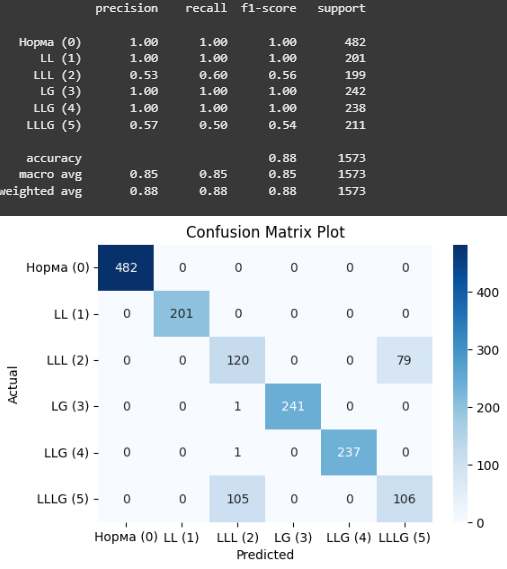 precision recall f1-score support
Норма (0) 1.00 1.00 1.00 482
LL (1) 1.00 1.00 1.00 201
LLL (2) 0.53 0.60 0.56 199
LG (3) 1.00 1.00 1.00 242
LLG (4) 1.00 1.00 1.00 238
LLLG (5) 0.57 0.50 0.54 211
accuracy 0.88 1573
macro avg 0.85 0.85 0.85 1573
weighted avg 0.88 0.88 0.88 1573
Confusion Matrix Plot
Норма (0) 482 0 0 0 0 0
LL (1) 0 201 0 0 0 0
LLL (2) 0 0 120 0 0 79
LG (3) 0 0 1 241 0 0
LLG (4) 0 0 1 0 237 0
LLLG (5) 0 0 105 0 0 106
Норма (0) LL (1) LLL (2) LG (3) LLG (4) LLLG (5)
Predicted
Actual
400
300
200
100
0